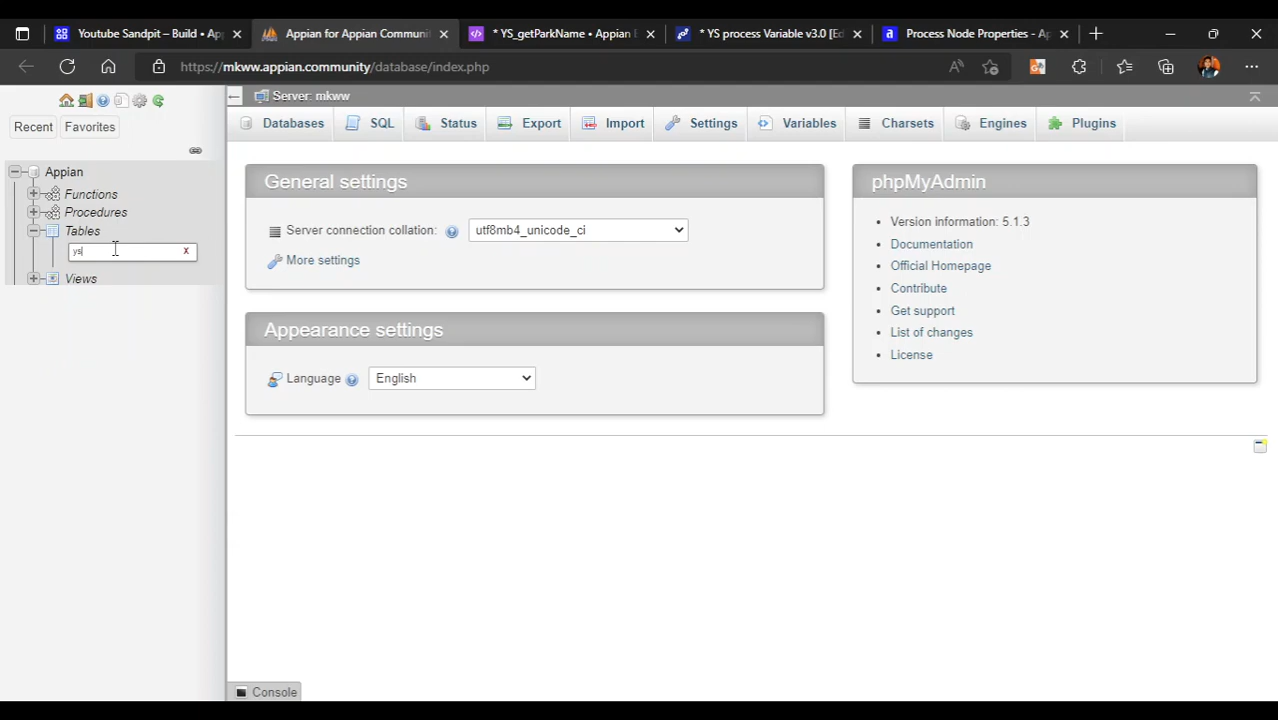 Youtube Sandpit – Build • Ap
Appian for Appian Communi
* YS_getParkName • Appian E
* YS process Variable v3.0 [Ed
Process Node Properties - Ap
https://mkww.appian.community/database/index.php
Recent
Favorites
Appian
Functions
Procedures
Tables
ys
X
Views
Server: mkww
Databases
SQL
Status
Export
Import
Settings
Variables
Charsets
Engines
Plugins
General settings
Server connection collation:
utf8mb4_unicode_ci
More settings
Appearance settings
Language
English
phpMyAdmin
Version information: 5.1.3
Documentation
Official Homepage
Contribute
Get support
List of changes
License
Console